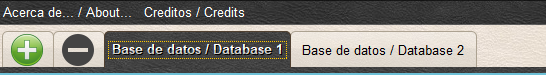 Acerca de... / About... Creditos / Credits
Base de datos / Database 1 Base de datos / Database 2